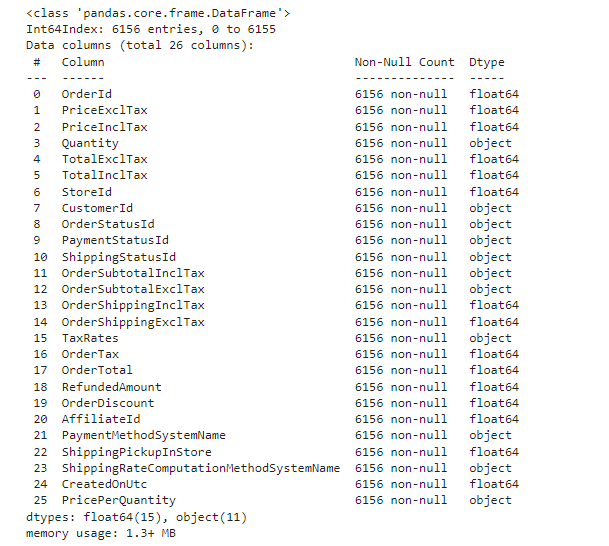 <class 'pandas.core.frame.DataFrame'>
Int64Index: 6156 entries, 0 to 6155
Data columns (total 26 columns):
 #   Column                                Non-Null Count  Dtype
---  ------                                --------------  -----
 0   OrderId                               6156 non-null   float64
 1   PriceExclTax                          6156 non-null   float64
 2   PriceInclTax                          6156 non-null   float64
 3   Quantity                              6156 non-null   object
 4   TotalExclTax                          6156 non-null   float64
 5   TotalInclTax                          6156 non-null   float64
 6   StoreId                               6156 non-null   float64
 7   CustomerId                            6156 non-null   object
 8   OrderStatusId                         6156 non-null   object
 9   PaymentStatusId                       6156 non-null   object
 10  ShippingStatusId                      6156 non-null   object
 11  OrderSubtotalInclTax                  6156 non-null   object
 12  OrderSubtotalExclTax                  6156 non-null   object
 13  OrderShippingInclTax                  6156 non-null   float64
 14  OrderShippingExclTax                  6156 non-null   float64
 15  TaxRates                              6156 non-null   object
 16  OrderTax                              6156 non-null   float64
 17  OrderTotal                            6156 non-null   float64
 18  RefundedAmount                        6156 non-null   float64
 19  OrderDiscount                         6156 non-null   float64
 20  AffiliateId                           6156 non-null   float64
 21  PaymentMethodSystemName               6156 non-null   object
 22  ShippingPickupInStore                 6156 non-null   float64
 23  ShippingRateComputationMethodSystemName  6156 non-null   object
 24  CreatedOnUtc                          6156 non-null   float64
 25  PricePerQuantity                      6156 non-null   object
dtypes: float64(15), object(11)
memory usage: 1.3+ MB